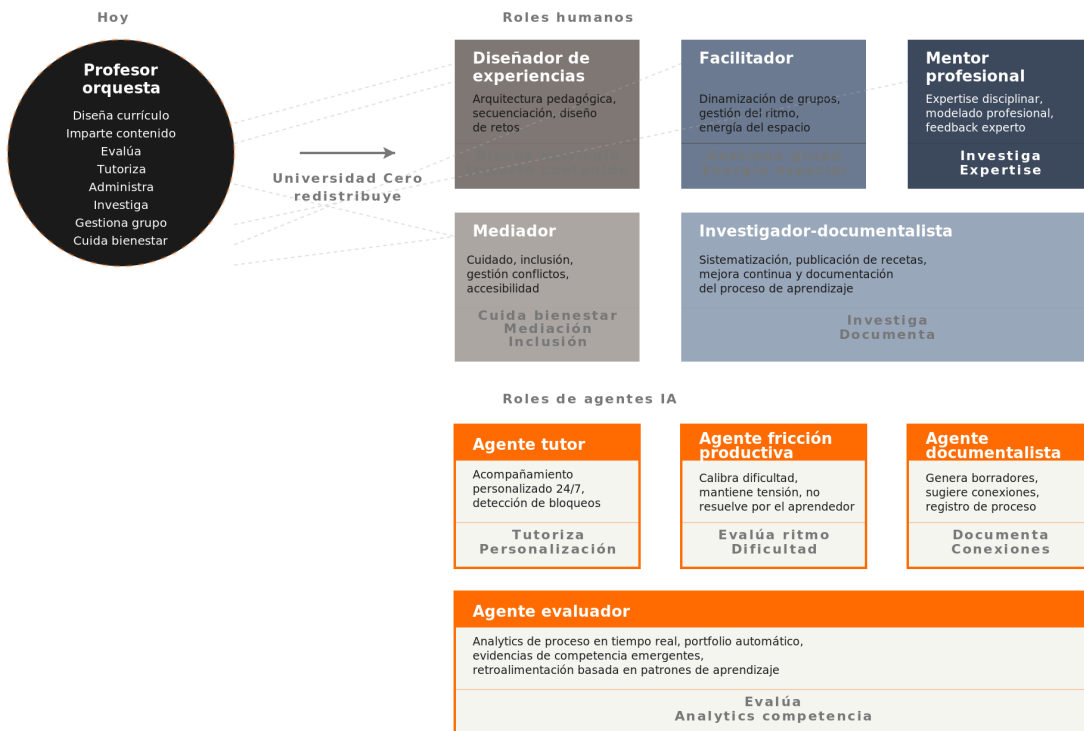 Hoy
Roles humanos
Profesor
orquesta
Diseña currículo
Imparte contenido
Evalúa
Tutoriza
Administra
Investiga
Gestiona grupo
Cuida bienestar
Universidad Cero
redistribuye
Diseñador de
experiencias
Arquitectura pedagógica,
secuenciación, diseño
de retos
Facilitador
Dinamización de grupos,
gestión del ritmo,
energía del espacio
Mentor
profesional
Expertise disciplinar,
modelado profesional,
feedback experto
Investiga
Expertise
Mediador
Cuidado, inclusión,
gestión conflictos,
accesibilidad
Cuida bienestar
Mediación
Inclusión
Investigador-documentalista
Sistematización, publicación de recetas,
mejora continua y documentación
del proceso de aprendizaje
Investiga
Documenta
Roles de agentes IA
Agente tutor
Acompañamiento
personalizado 24/7,
detección de bloqueos
Tutoriza
Personalización
Agente fricción
productiva
Calibra dificultad,
mantiene tensión, no
resuelve por el aprendedor
Evalúa ritmo
Dificultad
Agente
documentalista
Genera borradores,
sugiere conexiones,
registro de proceso
Documenta
Conexiones
Agente evaluador
Analytics de proceso en tiempo real, portfolio automático,
evidencias de competencia emergentes,
retroalimentación basada en patrones de aprendizaje
Evalúa
Analytics competencia